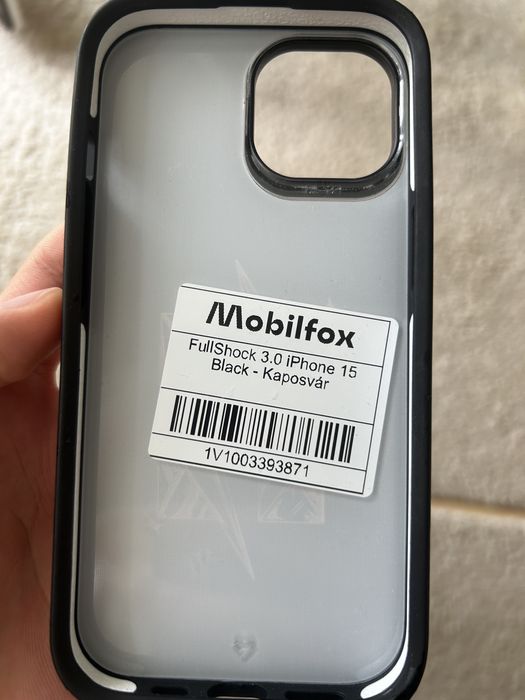 Mobilfox
FullShock 3.0 iPhone 15
Black - Kaposvár
1V1003393871